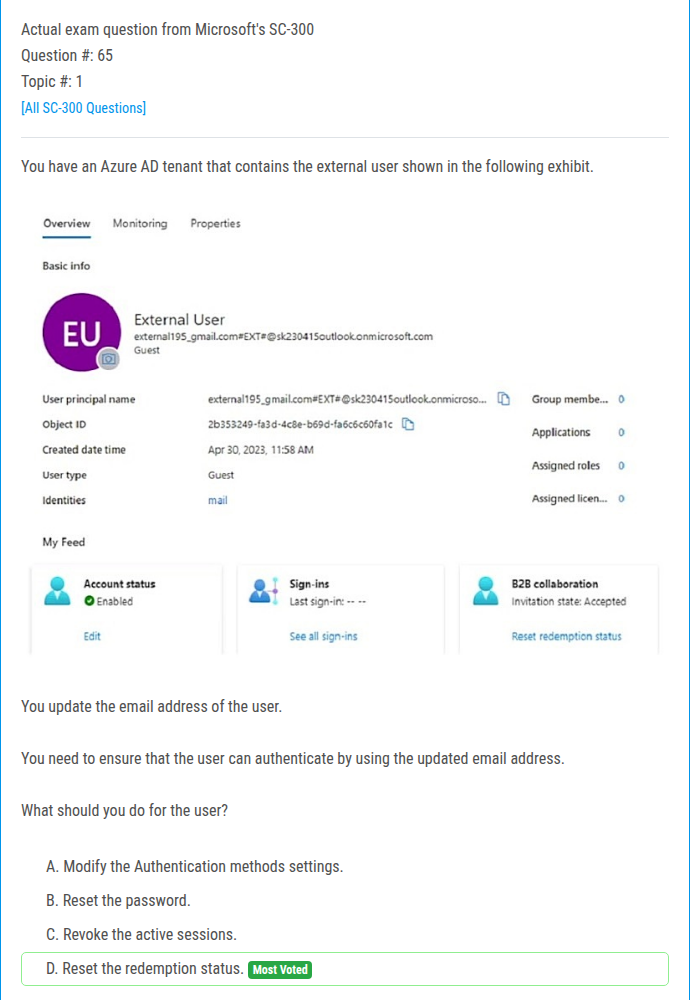 Actual exam question from Microsoft's SC-300
Question #: 65
Topic #: 1
[All SC-300 Questions]
You have an Azure AD tenant that contains the external user shown in the following exhibit.
Overview Monitoring Properties
Basic info
EU
External User
external195_gmail.com#EXT#@sk230415outlook.onmicrosoft.com
Guest
User principal name external195_gmail.com#EXT#@sk230415outlook.onmicroso... Group membe... 0
Object ID 2b353249-fa3d-4c8e-b69d-fa6c6c60fa1c
Applications 0
Created date time Apr 30, 2023, 11:58 AM
Assigned roles 0
User type Guest
Identities mail
Assigned licen... 0
My Feed
Account status
Enabled
Edit
Sign-ins
Last sign-in: -- --
See all sign-ins
B2B collaboration
Invitation state: Accepted
Reset redemption status
You update the email address of the user.
You need to ensure that the user can authenticate by using the updated email address.
What should you do for the user?
A. Modify the Authentication methods settings.
B. Reset the password.
C. Revoke the active sessions.
D. Reset the redemption status. Most Voted